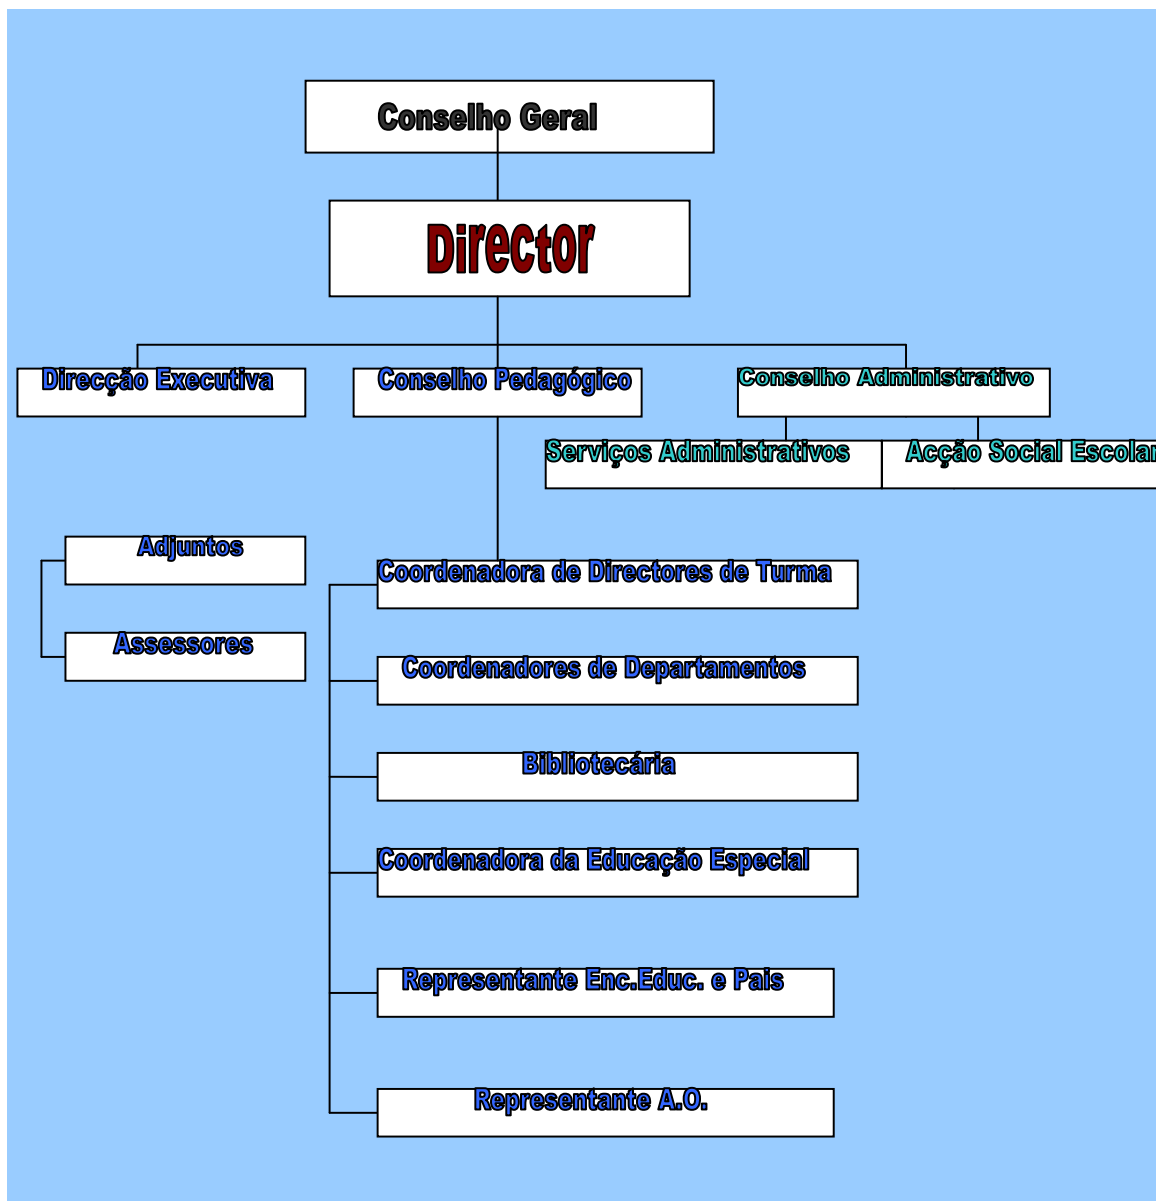 Conselho Geral
Director
Direcção Executiva
Conselho Pedagógico
Conselho Administrativo
Serviços Administrativos
Acção Social Escolar
Adjuntos
Assessores
Coordenadora de Directores de Turma
Coordenadores de Departamentos
Bibliotecária
Coordenadora da Educação Especial
Representante Enc.Educ. e Pais
Representante A.O.